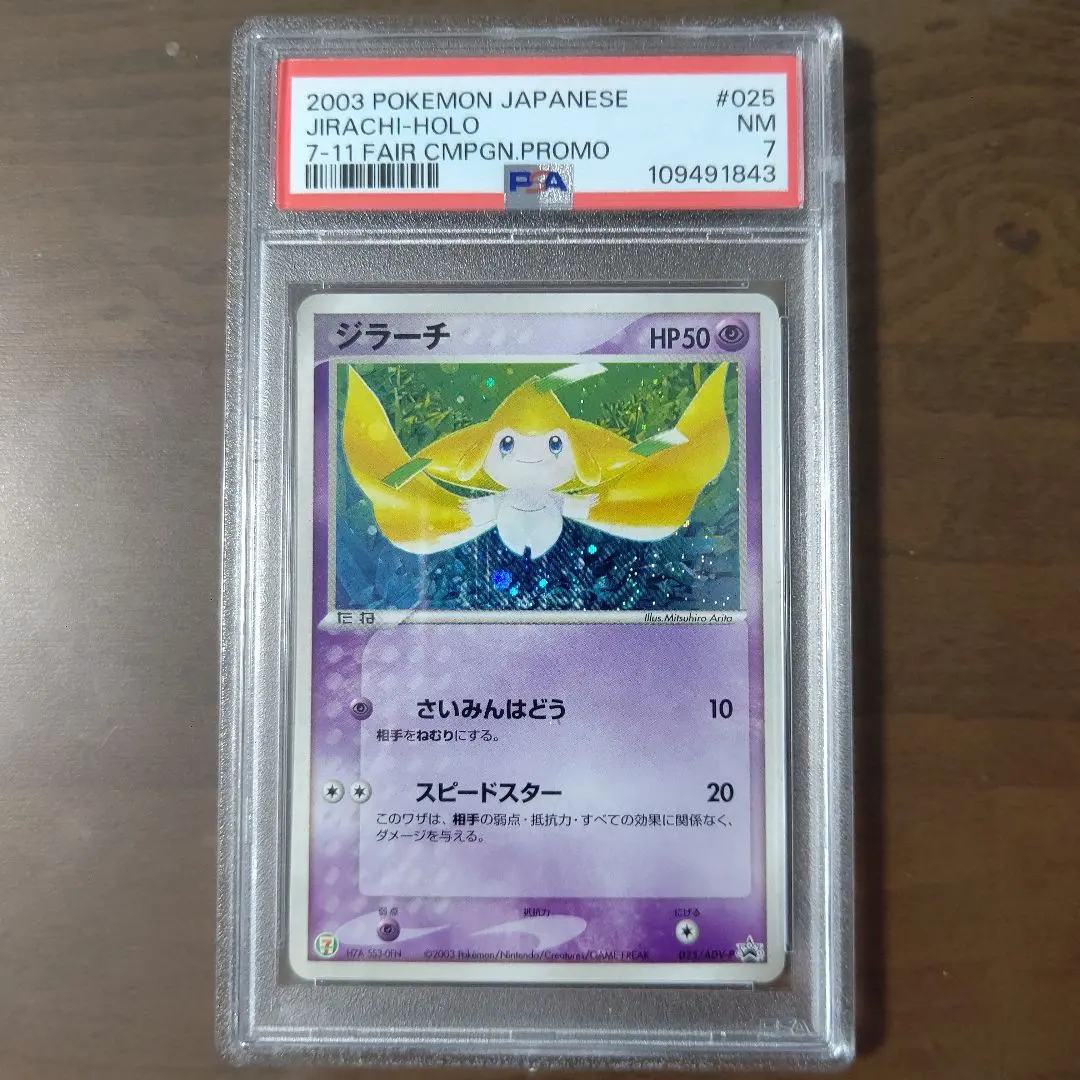 2003 POKEMON JAPANESE #025
JIRACHI-HOLO NM
7-11 FAIR CMPGN.PROMO 7
PSA 109491843
ジラーチ HP50
たね Illus.Mitsuhiro Arita
さいみんはどう 10
相手をねむりにする。
スピードスター 20
このワザは、相手の弱点・抵抗力・すべての効果に関係なく、
ダメージを与える。
弱点 抵抗力 にげる
7 ©2003 Pokémon/Nintendo/Creatures/GAME FREAK 025/ADV-P